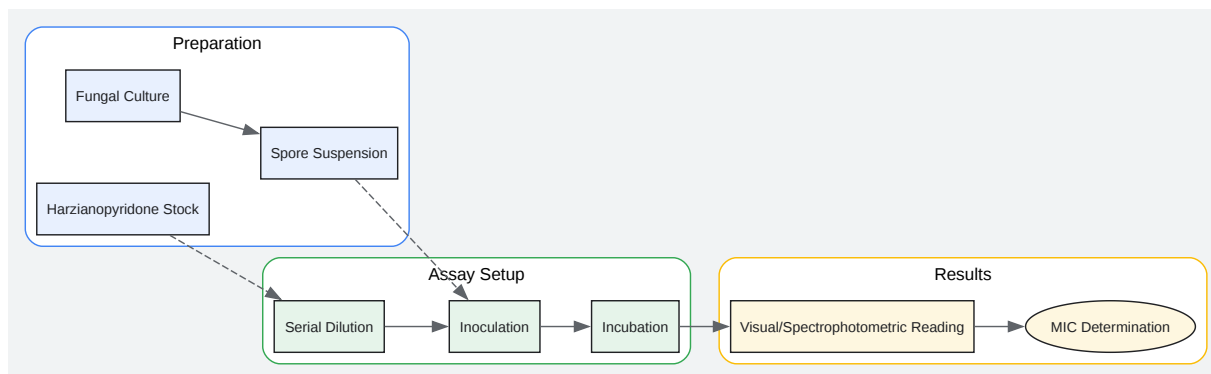 Preparation
Fungal Culture
Spore Suspension
Harzianopyridone Stock
Assay Setup
Serial Dilution
Inoculation
Incubation
Results
Visual/Spectrophotometric Reading
MIC Determination